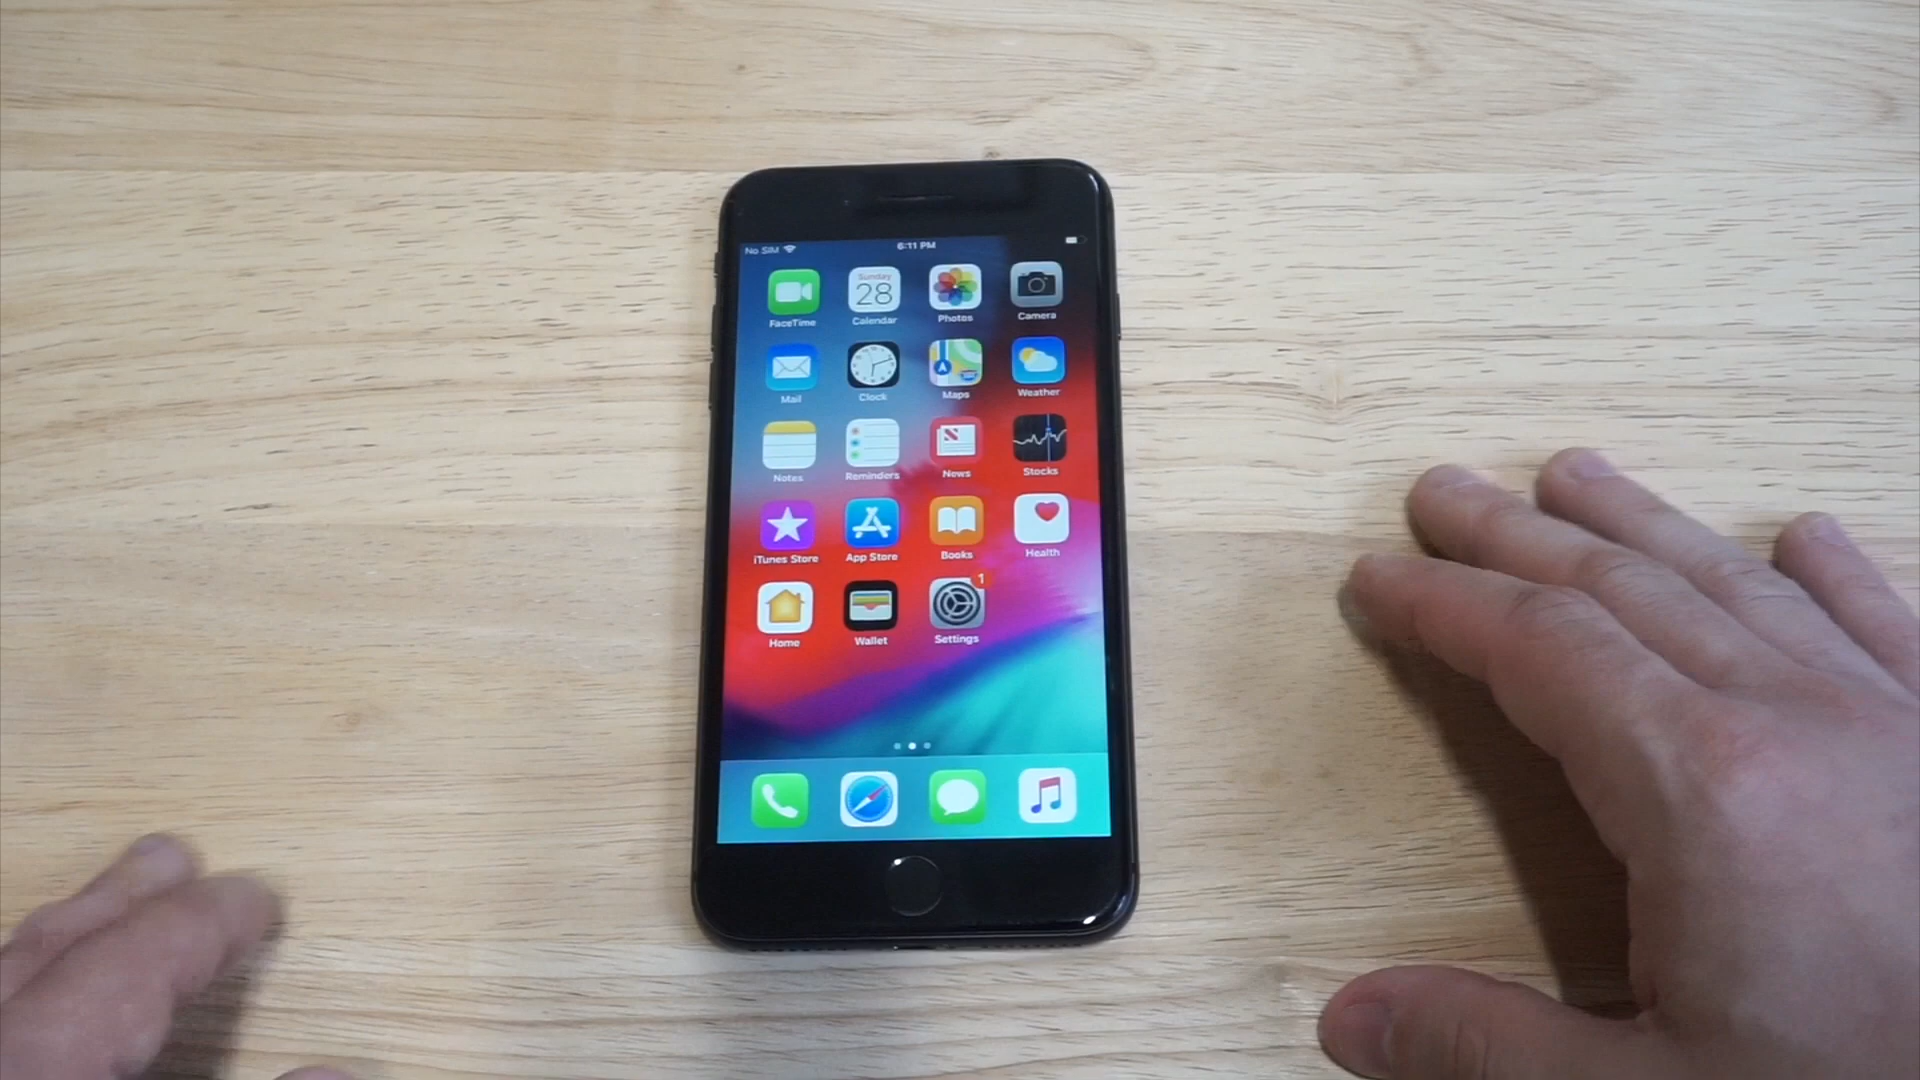 No SIM 6:11 PM
Sunday
28
FaceTime Calendar Photos Camera
Mail Clock Maps Weather
Notes Reminders News Stocks
iTunes Store App Store Books Health
1
Home Wallet Settings